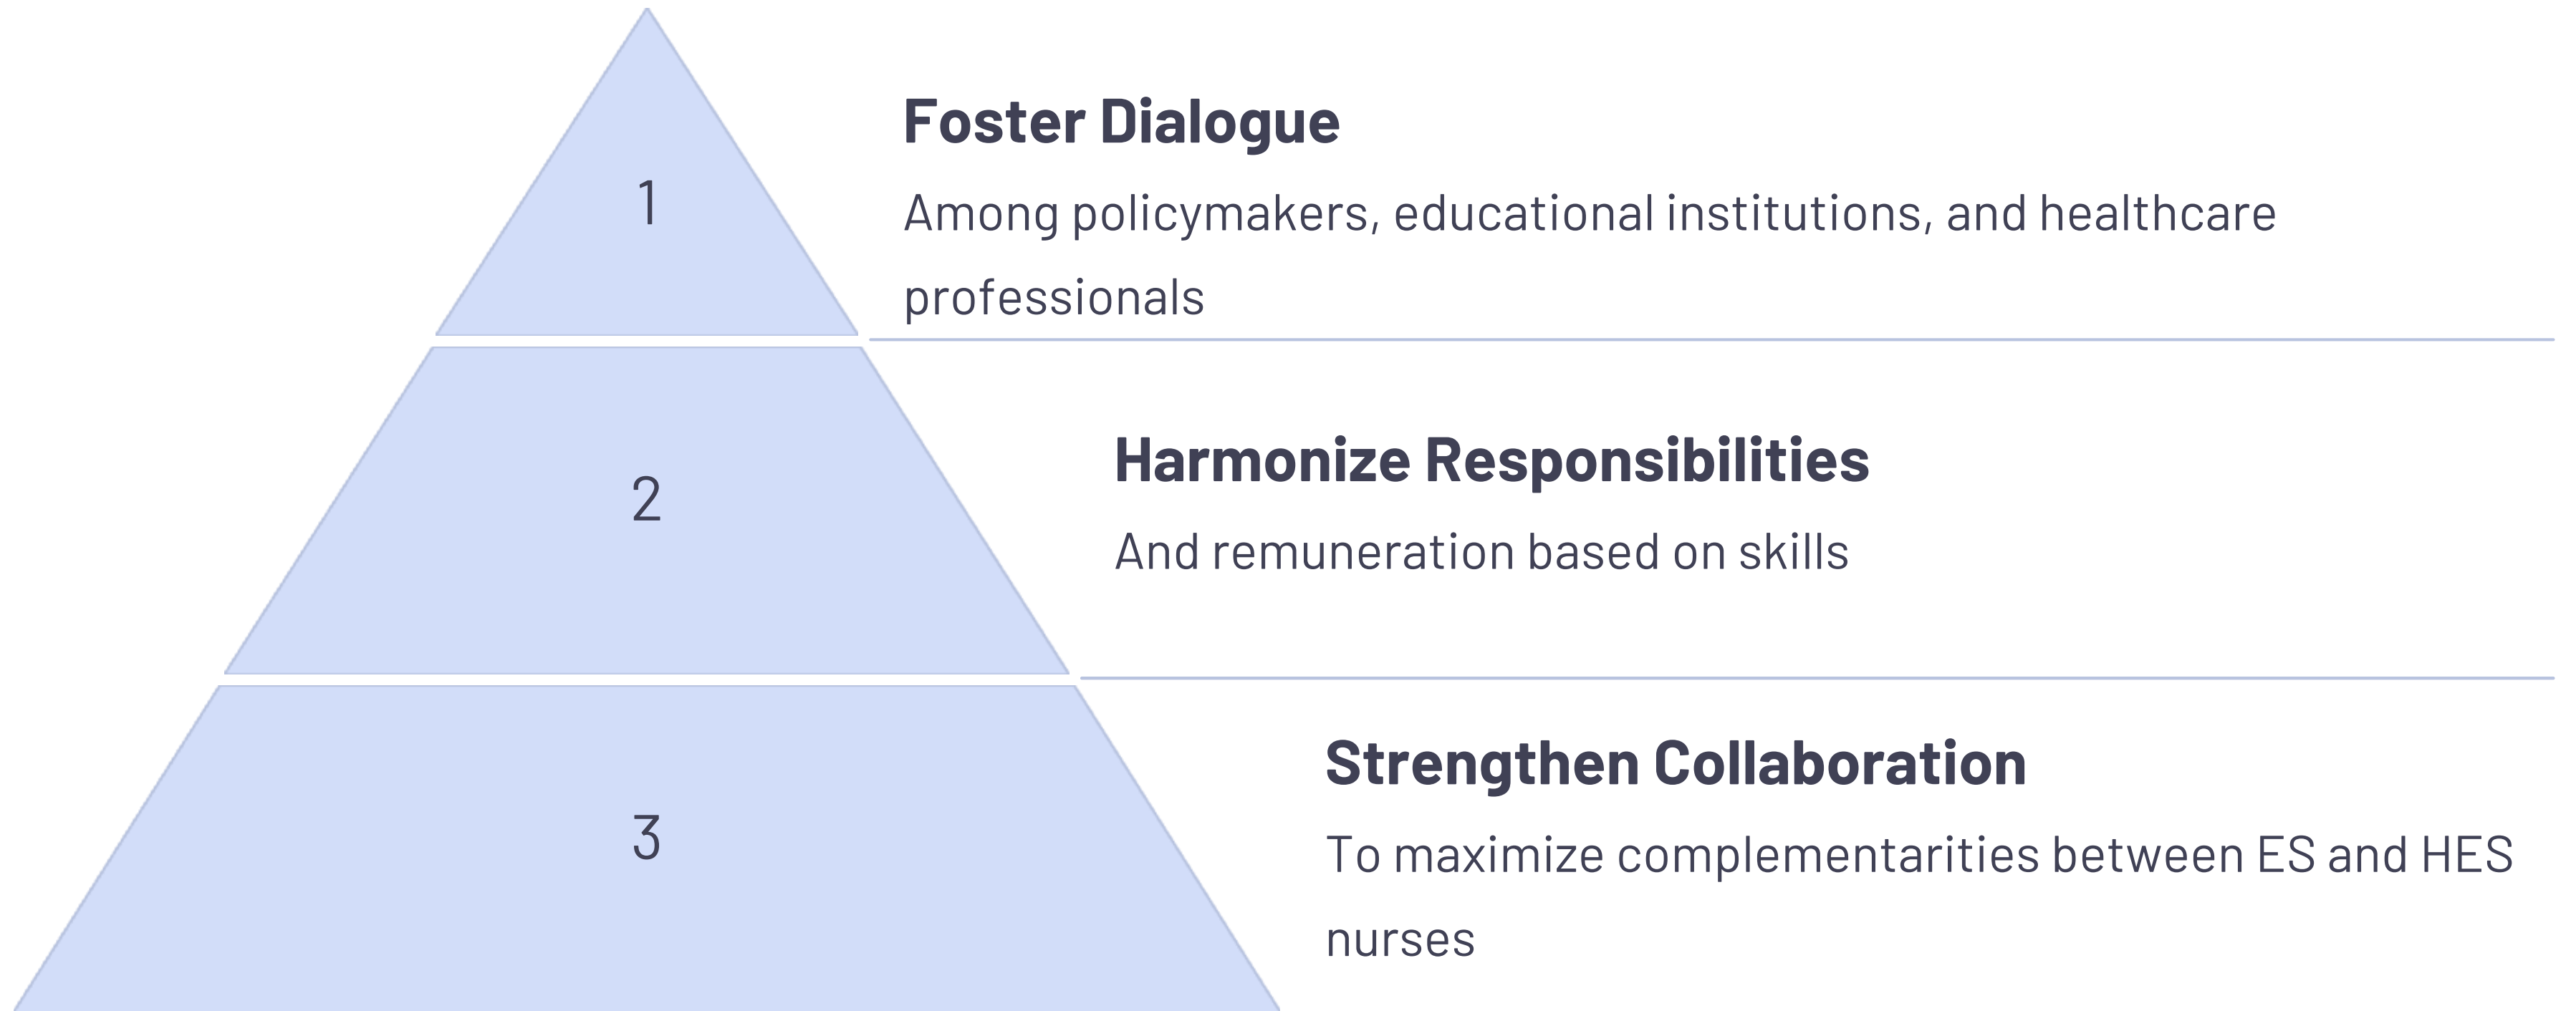 1
Foster Dialogue
Among policymakers, educational institutions, and healthcare
professionals
2
Harmonize Responsibilities
And remuneration based on skills
3
Strengthen Collaboration
To maximize complementarities between ES and HES
nurses